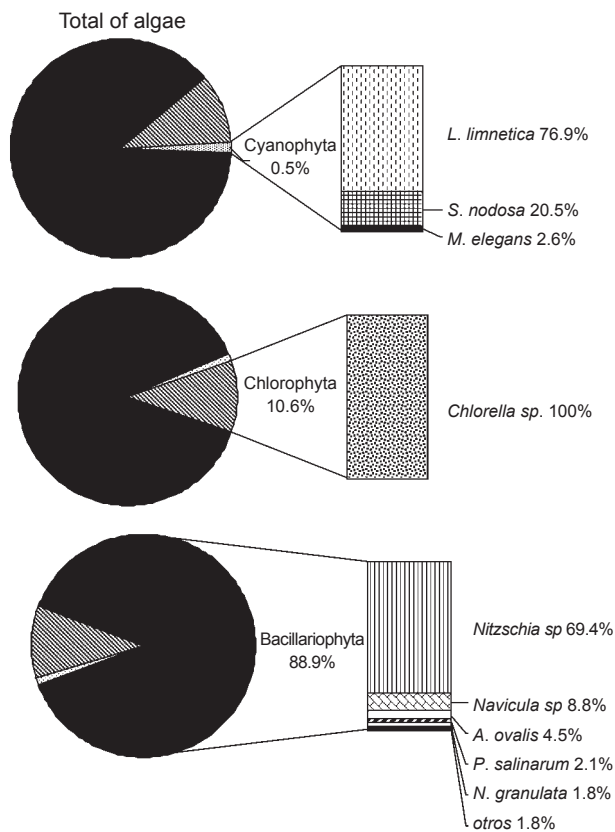 Total of algae
Cyanophyta
0.5%
L. limnetica 76.9%
S. nodosa 20.5%
M. elegans 2.6%
Chlorophyta
10.6%
Chlorella sp. 100%
Bacillariophyta
88.9%
Nitzschia sp 69.4%
Navicula sp 8.8%
A. ovalis 4.5%
P. salinarum 2.1%
N. granulata 1.8%
otros 1.8%